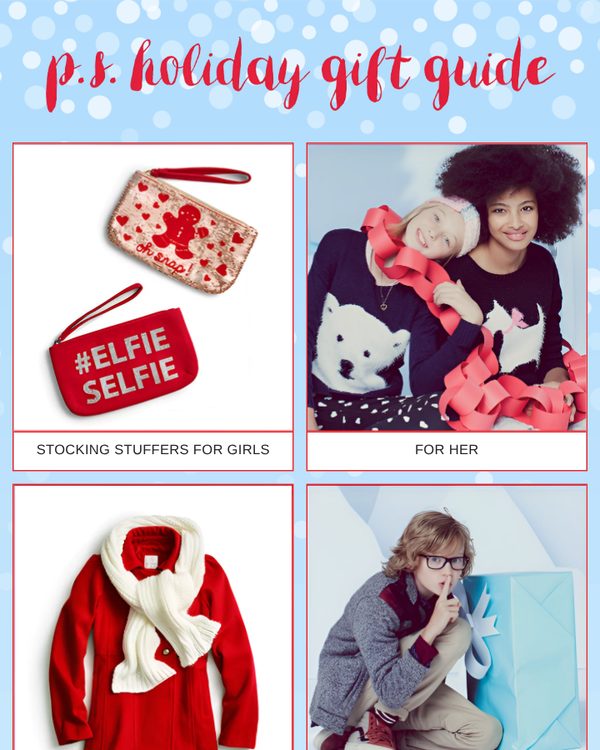 p.s. holiday gift guide
oh snap!
#ELFIE
SELFIE
STOCKING STUFFERS FOR GIRLS
FOR HER